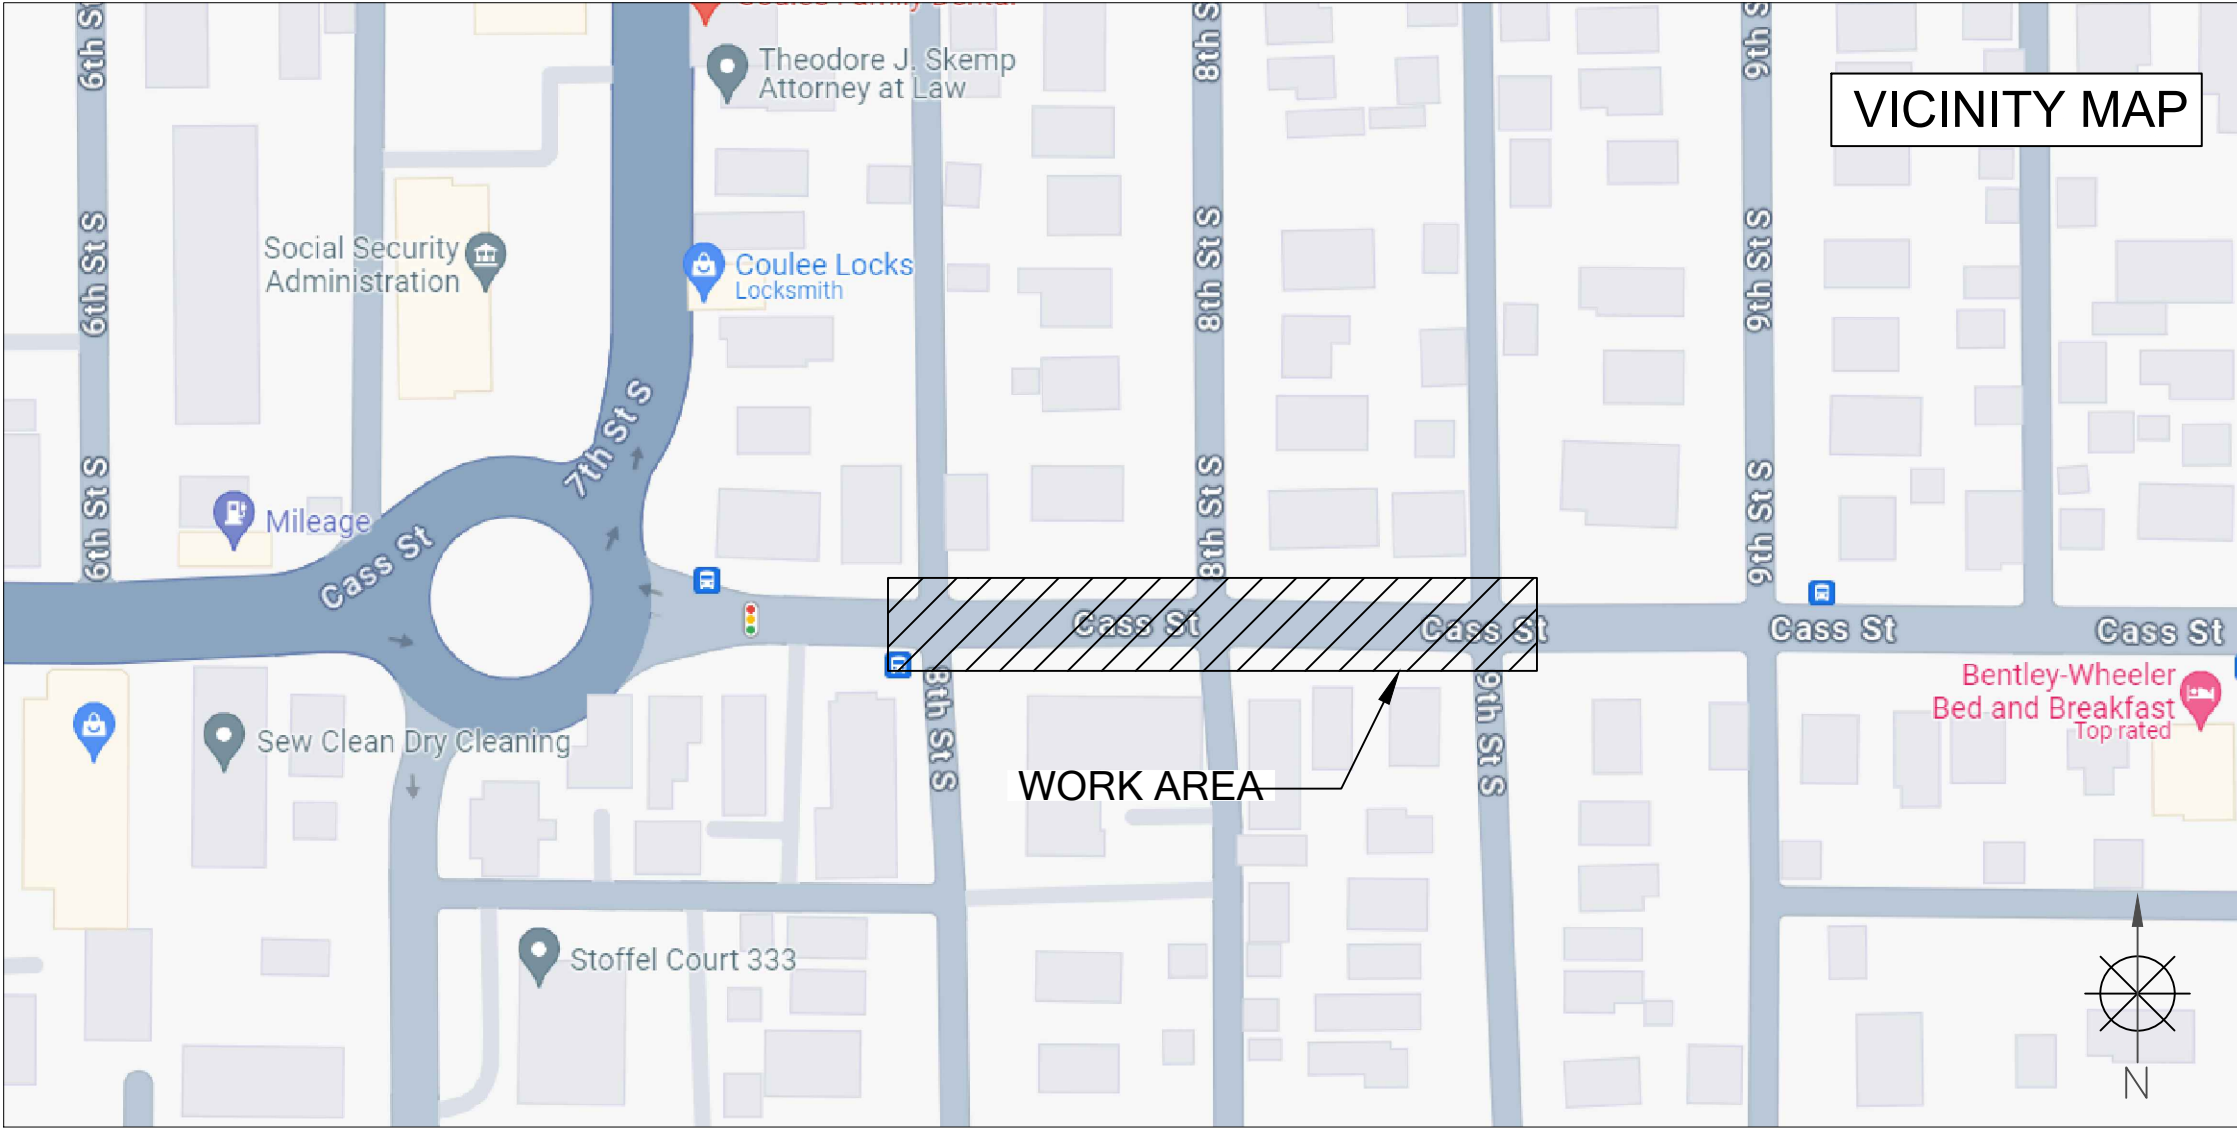 Coulee Family Dental
6th St S
8th St S
9th St S
Theodore J. Skemp
Attorney at Law
VICINITY MAP
Social Security
Administration
6th St S
8th St S
9th St S
Coulee Locks
Locksmith
7th St S
6th St S
8th St S
9th St S
Mileage
Cass St
Cass St
Cass St
Cass St
Cass St
8th St S
9th St S
Bentley-Wheeler
Bed and Breakfast
Top rated
Sew Clean Dry Cleaning
WORK AREA
Stoffel Court 333
N